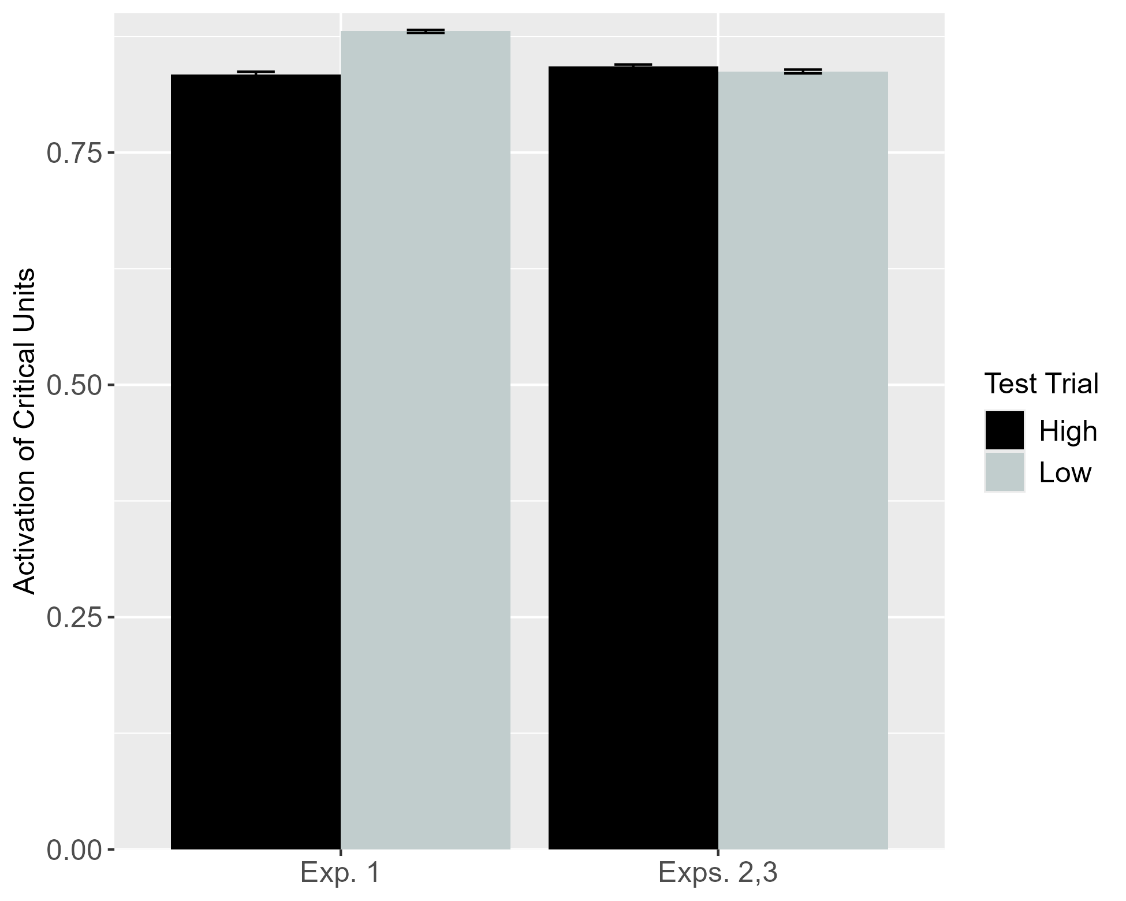 Activation of Critical Units
0.75
0.50
0.25
0.00
Exp. 1
Exps. 2,3
Test Trial
High
Low